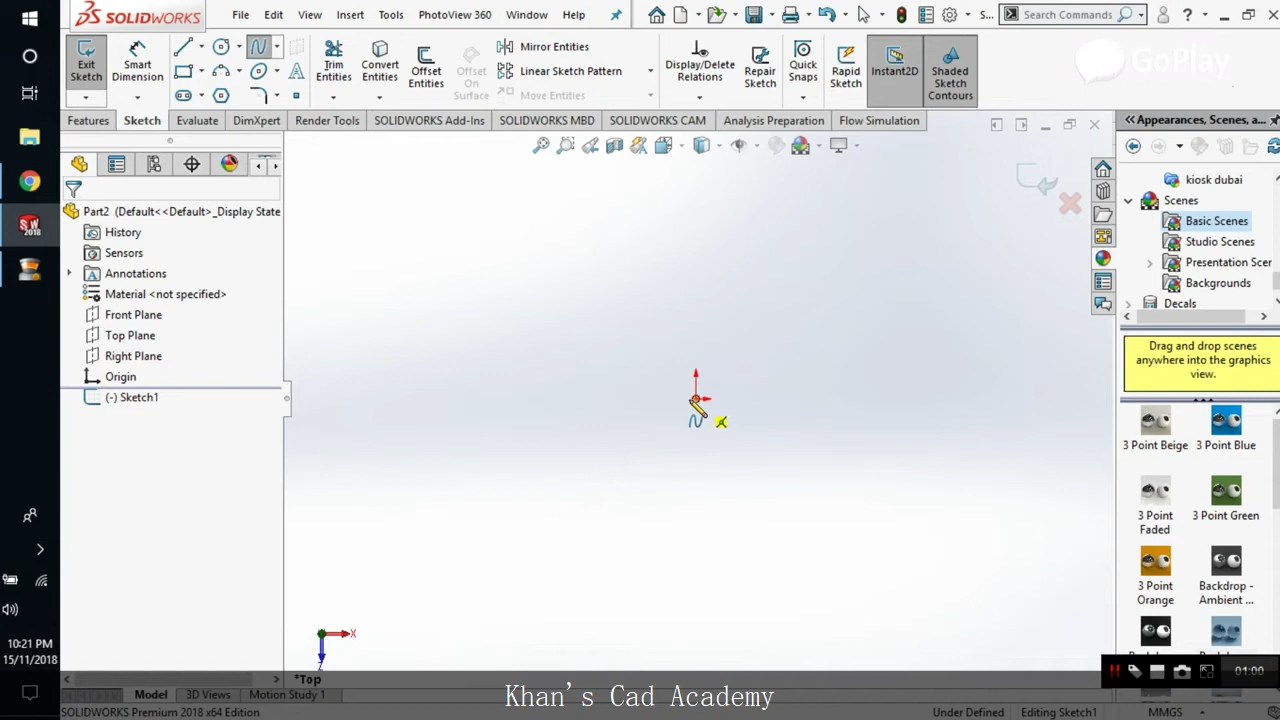 SOLIDWORKS File Edit View Insert Tools PhotoView 360 Window Help S... Search Commands ?
Exit Sketch
Smart Dimension
Trim Entities
Convert Entities
Offset Entities
Offset On Surface
Mirror Entities
Linear Sketch Pattern
Move Entities
Display/Delete Relations
Repair Sketch
Quick Snaps
Rapid Sketch
Instant2D
Shaded Sketch Contours
GoPlay
Features Sketch Evaluate DimXpert Render Tools SOLIDWORKS Add-Ins SOLIDWORKS MBD SOLIDWORKS CAM Analysis Preparation Flow Simulation
Part2 (Default<<Default>_Display State
History
Sensors
Annotations
Material <not specified>
Front Plane
Top Plane
Right Plane
Origin
(-) Sketch1
X
Z
*Top
Appearances, Scenes, a...
kiosk dubai
Scenes
Basic Scenes
Studio Scenes
Presentation Scer
Backgrounds
Decals
Drag and drop scenes
anywhere into the graphics
view.
3 Point Beige
3 Point Blue
3 Point Faded
3 Point Green
3 Point Orange
Backdrop - Ambient ...
01:00
10:21 PM
15/11/2018
Model 3D Views Motion Study 1
Khan's Cad Academy
SOLIDWORKS Premium 2018 x64 Edition Under Defined Editing Sketch1 MMGS